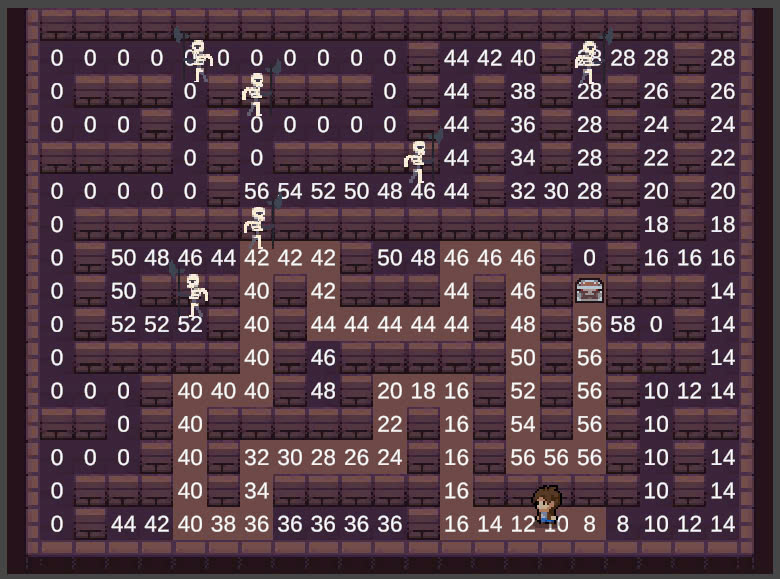 0 0 0 0 0 0 0 0 0 0 44 42 40 28 28 28
0 0 0 44 38 28 26 26
0 0 0 0 0 0 0 0 0 44 36 28 24 24
0 0 44 34 28 22 22
0 0 0 0 0 56 54 52 50 48 46 44 32 30 28 20 20
0 18 18
0 50 48 46 44 42 42 42 50 48 46 46 46 0 16 16 16
0 50 40 42 44 46 14
0 52 52 52 40 44 44 44 44 44 48 56 58 0 14
0 40 46 50 56 14
0 0 0 40 40 40 48 20 18 16 52 56 10 12 14
0 40 22 16 54 56 10
0 0 0 40 32 30 28 26 24 16 56 56 56 10 14
0 40 34 16 10 14
0 44 42 40 38 36 36 36 36 36 16 14 12 10 8 8 10 12 14